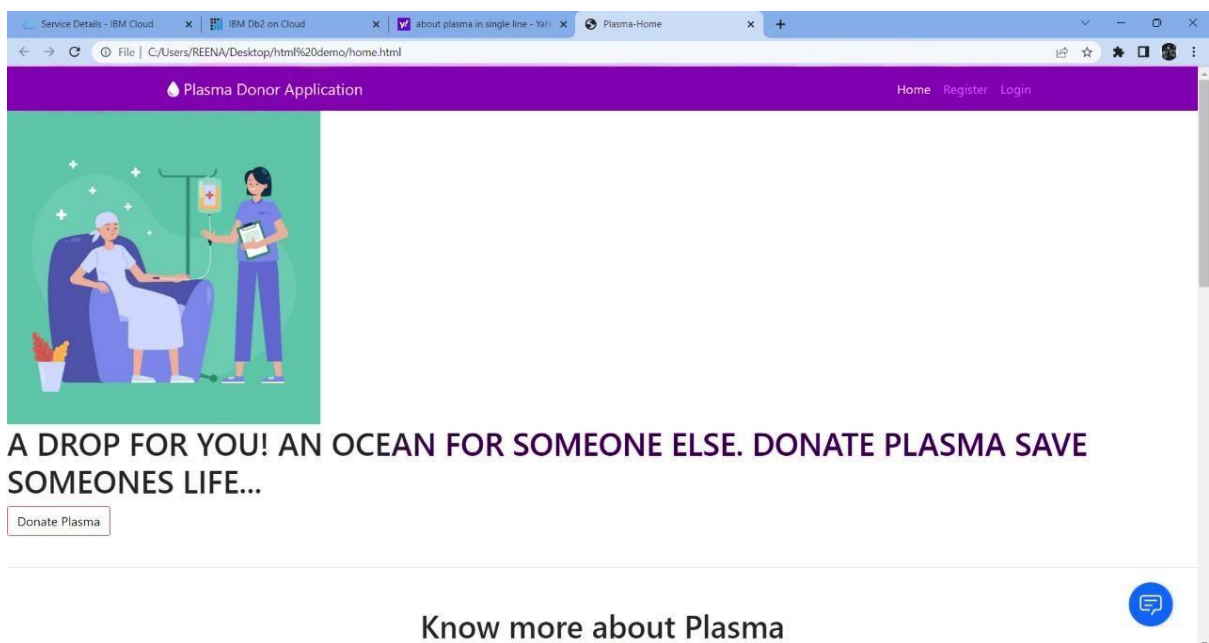 Service Details - IBM Cloud
IBM Db2 on Cloud
about plasma in single line - Yah
Plasma-Home
File | C:/Users/REENA/Desktop/html%20demo/home.html
Plasma Donor Application
Home Register Login
A DROP FOR YOU! AN OCEAN FOR SOMEONE ELSE. DONATE PLASMA SAVE
SOMEONES LIFE...
Donate Plasma
Know more about Plasma